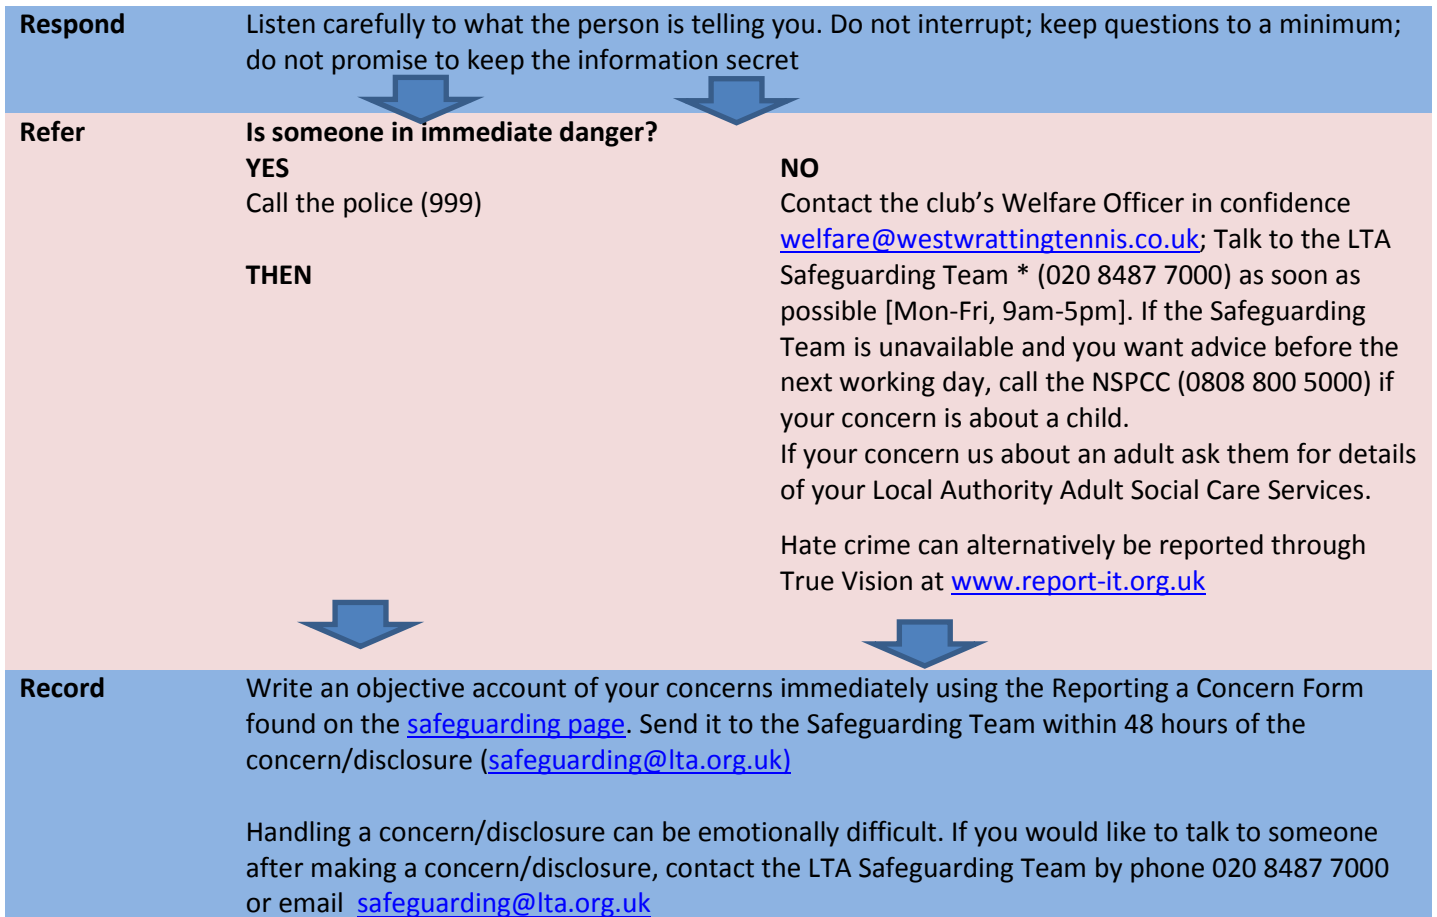 Respond
Listen carefully to what the person is telling you. Do not interrupt; keep questions to a minimum;
do not promise to keep the information secret
Refer
Is someone in immediate danger?
YES
Call the police (999)
THEN
NO
Contact the club’s Welfare Officer in confidence
welfare@westwrattingtennis.co.uk; Talk to the LTA
Safeguarding Team * (020 8487 7000) as soon as
possible [Mon-Fri, 9am-5pm]. If the Safeguarding
Team is unavailable and you want advice before the
next working day, call the NSPCC (0808 800 5000) if
your concern is about a child.
If your concern us about an adult ask them for details
of your Local Authority Adult Social Care Services.
Hate crime can alternatively be reported through
True Vision at www.report-it.org.uk
Record
Write an objective account of your concerns immediately using the Reporting a Concern Form
found on the safeguarding page. Send it to the Safeguarding Team within 48 hours of the
concern/disclosure (safeguarding@lta.org.uk)
Handling a concern/disclosure can be emotionally difficult. If you would like to talk to someone
after making a concern/disclosure, contact the LTA Safeguarding Team by phone 020 8487 7000
or email safeguarding@lta.org.uk